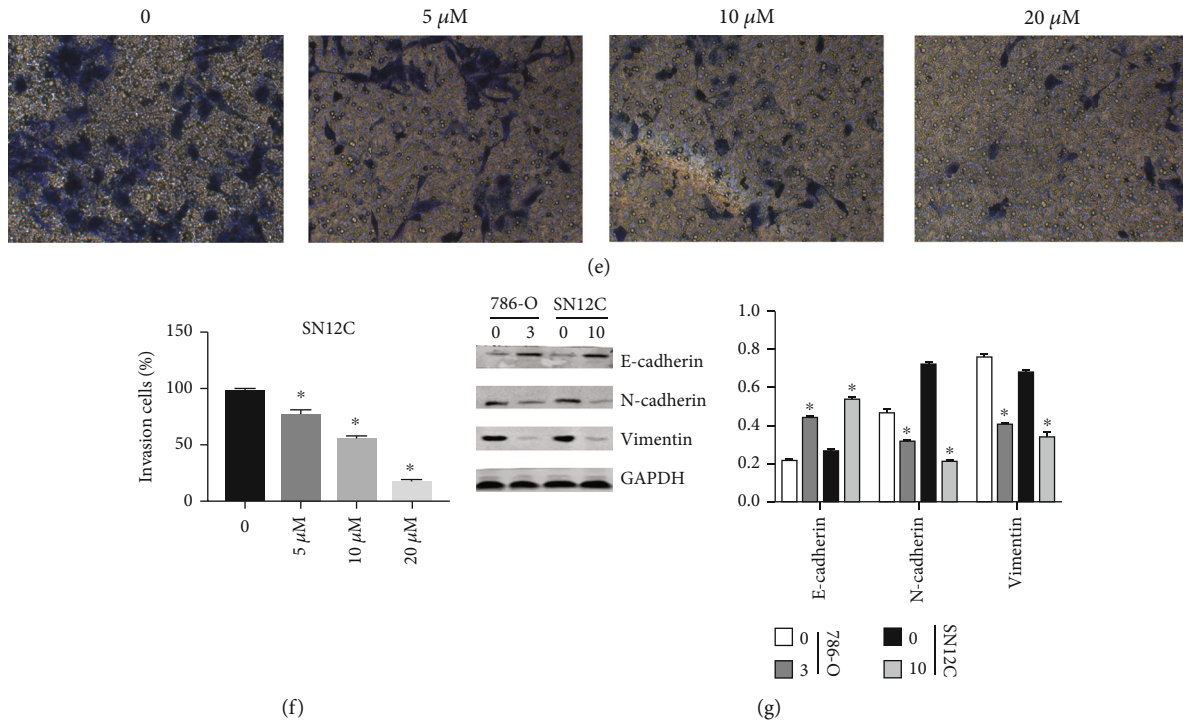 0
5 μM
10 μM
20 μM
(e)
SN12C
150
100
50
0
Invasion cells (%)
*
*
*
0
5 μM
10 μM
20 μM
(f)
786-O SN12C
0 3 0 10
E-cadherin
N-cadherin
Vimentin
GAPDH
1.0
0.8
0.6
0.4
0.2
0.0
*
*
*
*
*
*
E-cadherin
N-cadherin
Vimentin
0
3
786-O
0
10
SN12C
(g)